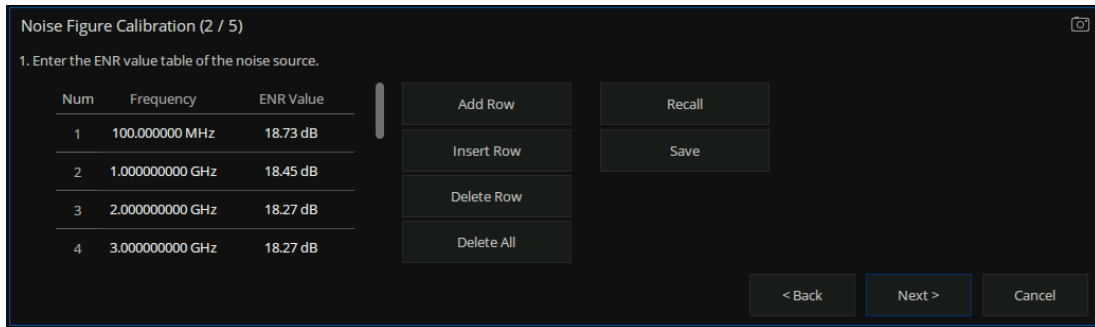 Noise Figure Calibration (2 / 5)
1. Enter the ENR value table of the noise source.
Num Frequency ENR Value
1 100.000000 MHz 18.73 dB
2 1.000000000 GHz 18.45 dB
3 2.000000000 GHz 18.27 dB
4 3.000000000 GHz 18.27 dB
Add Row
Insert Row
Delete Row
Delete All
Recall
Save
< Back
Next >
Cancel